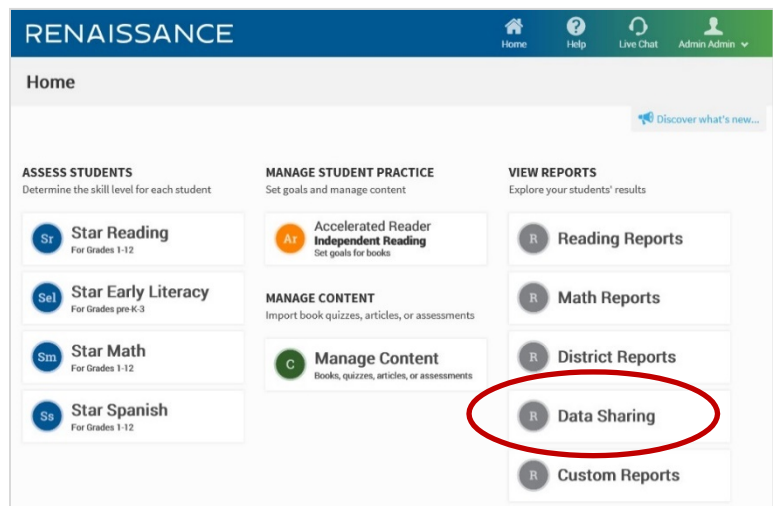 RENAISSANCE
Home
Help
Live Chat
Admin Admin
Home
Discover what's new...
ASSESS STUDENTS
Determine the skill level for each student
Sr
Star Reading
For Grades 1-12
Sel
Star Early Literacy
For Grades pre-K-3
Sm
Star Math
For Grades 1-12
Ss
Star Spanish
For Grades 1-12
MANAGE STUDENT PRACTICE
Set goals and manage content
Ar
Accelerated Reader
Independent Reading
Set goals for books
MANAGE CONTENT
Import book quizzes, articles, or assessments
C
Manage Content
Books, quizzes, articles, or assessments
VIEW REPORTS
Explore your students' results
R
Reading Reports
R
Math Reports
R
District Reports
R
Data Sharing
R
Custom Reports